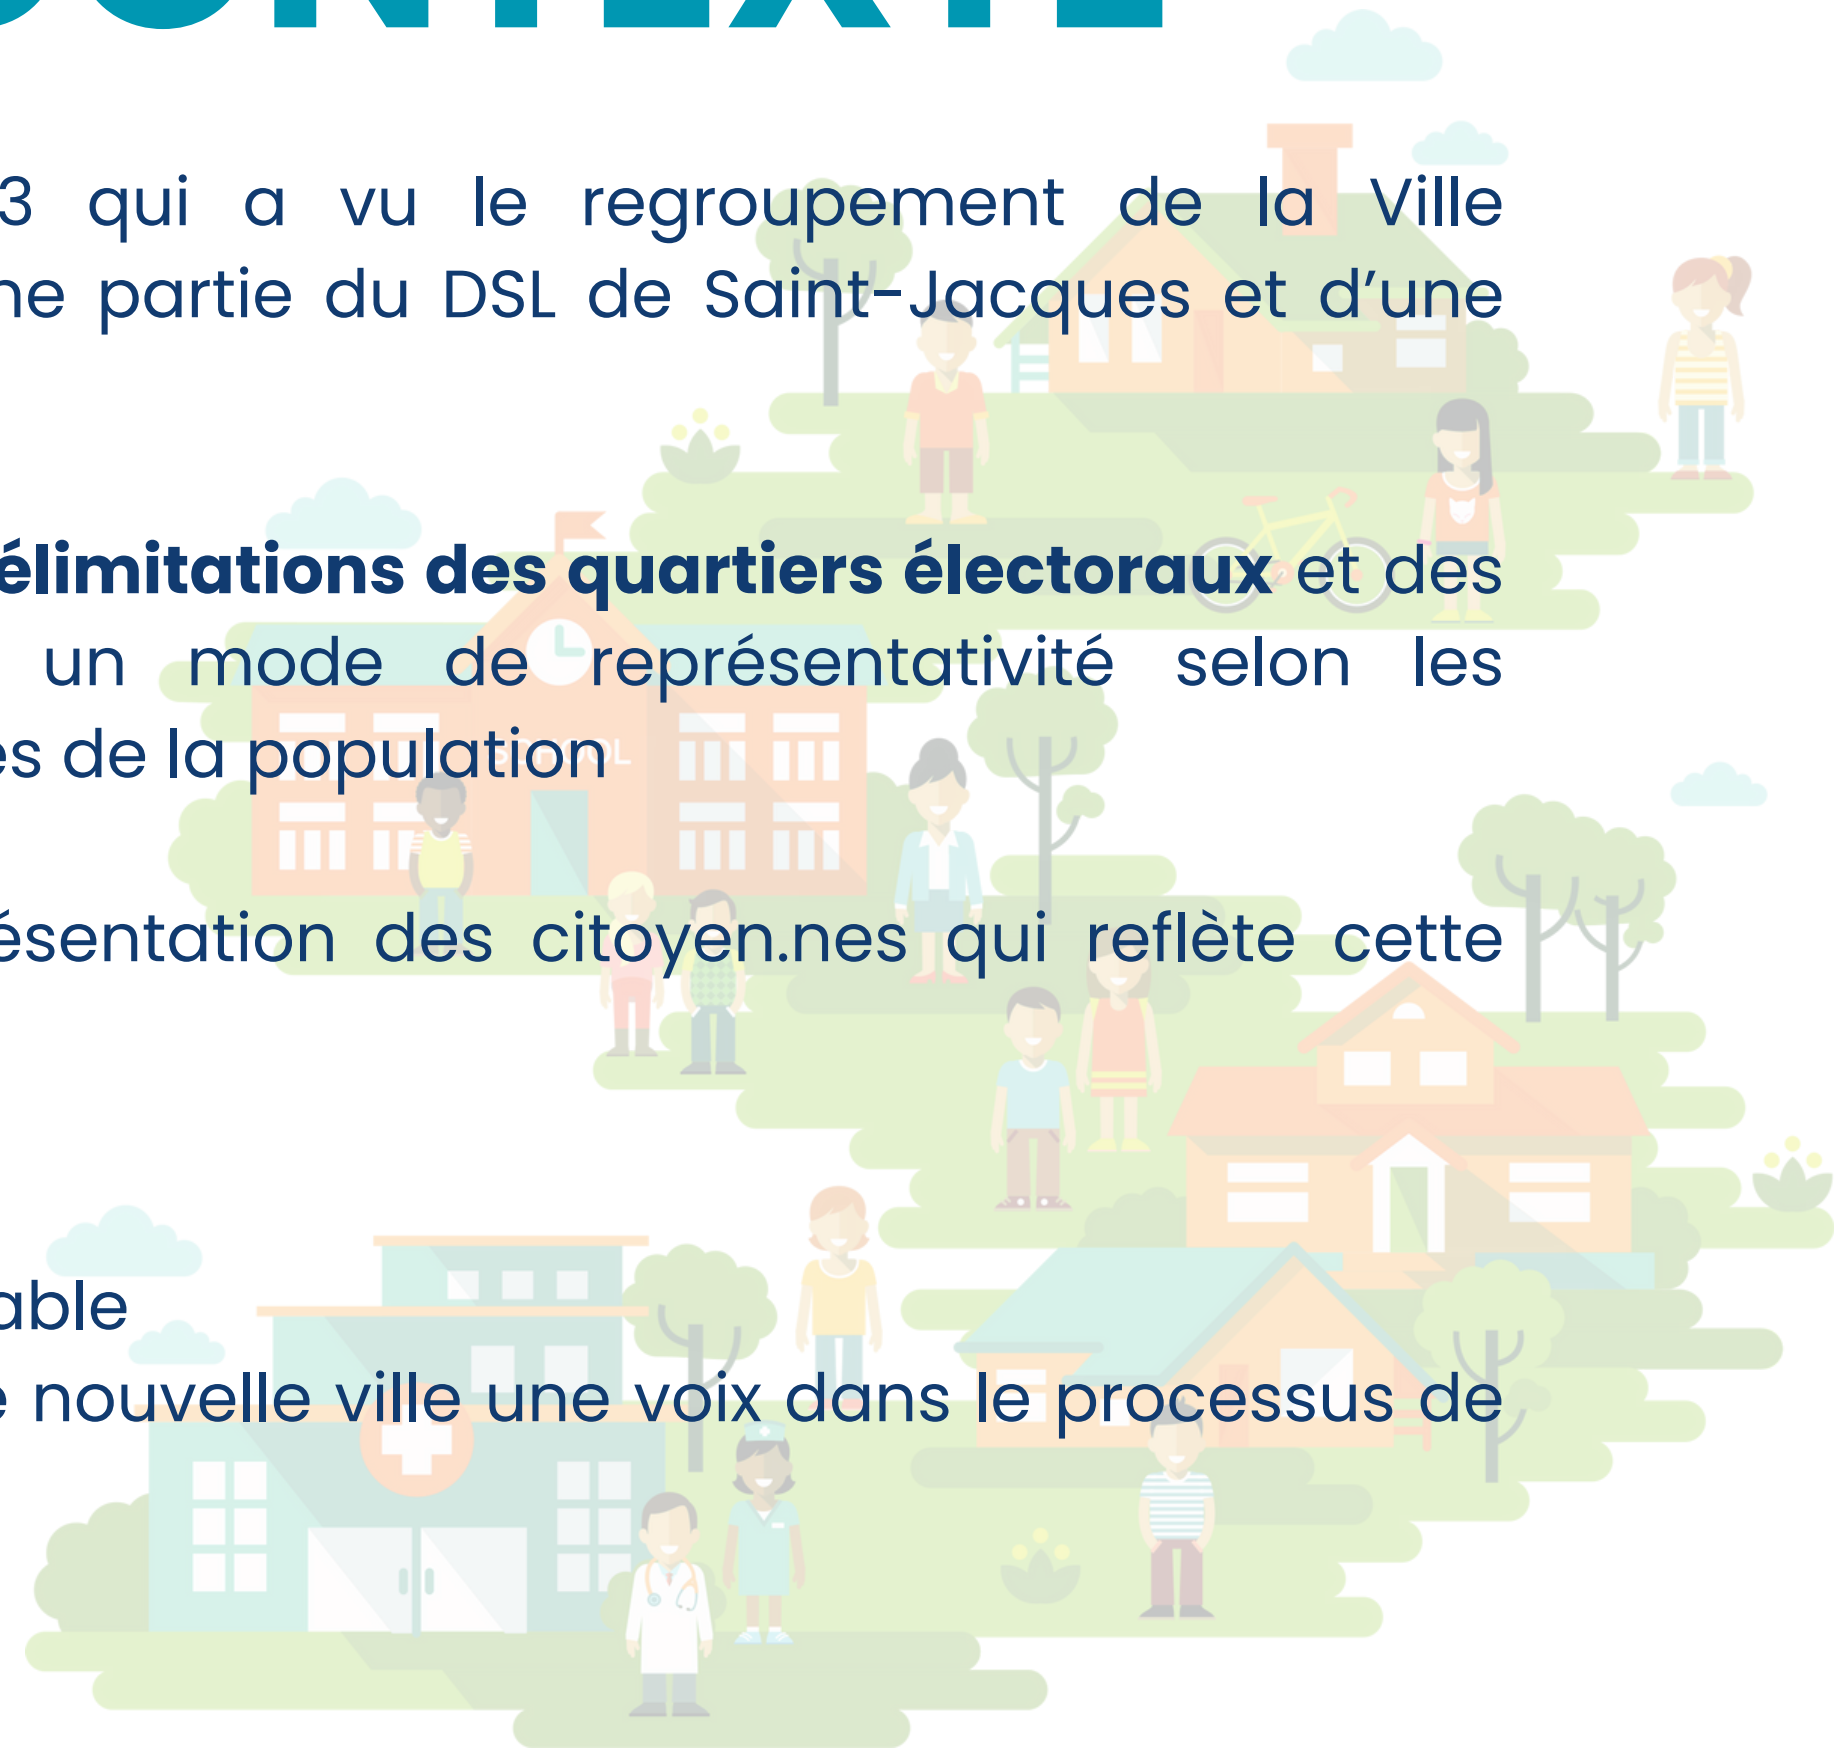 CONTEXTE
3 qui a vu le regroupement de la Ville
ne partie du DSL de Saint-Jacques et d’une
élimitations des quartiers électoraux et des
un mode de représentativité selon les
es de la population
SCHOOL
ésentation des citoyen.nes qui reflète cette
able
e nouvelle ville une voix dans le processus de